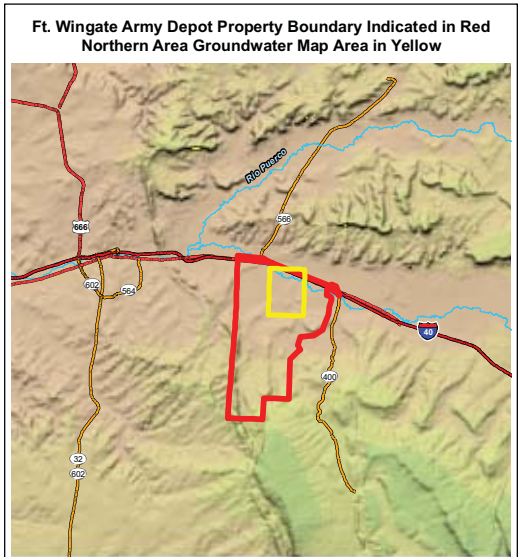 Ft. Wingate Army Depot Property Boundary Indicated in Red
Northern Area Groundwater Map Area in Yellow
Rio Puerco
566
666
602
564
40
400
32
602